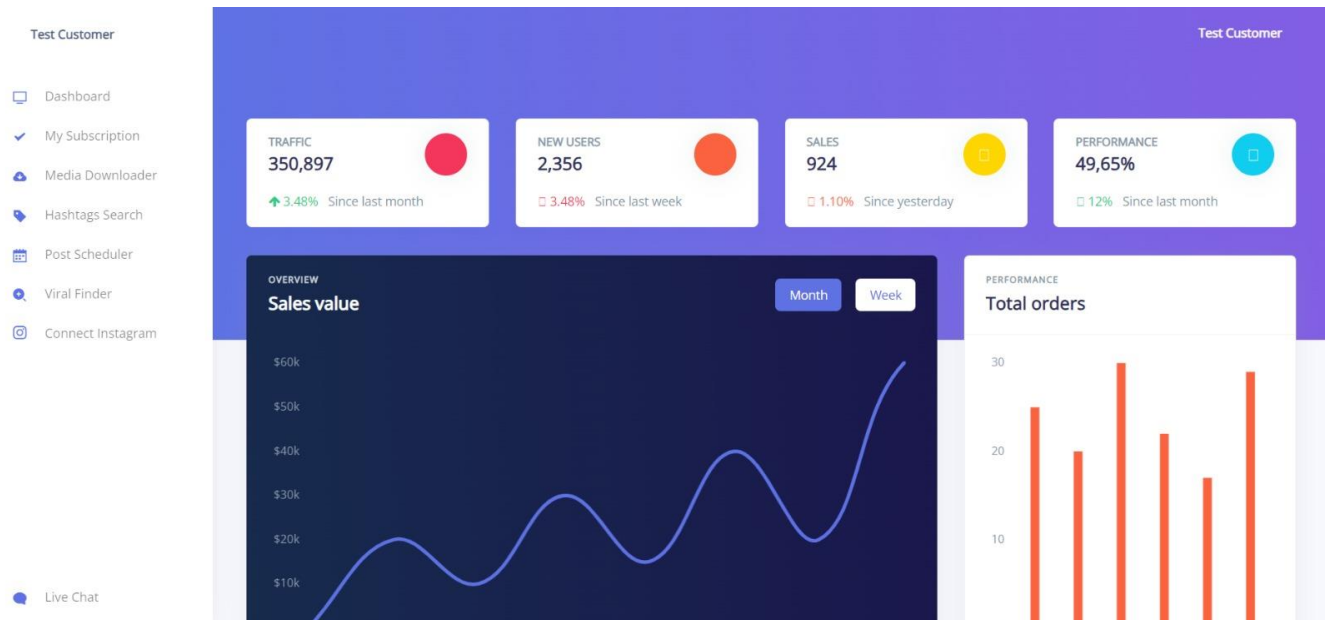 Test Customer
Dashboard
My Subscription
Media Downloader
Hashtags Search
Post Scheduler
Viral Finder
Connect Instagram
Live Chat
Test Customer
TRAFFIC
350,897
3.48% Since last month
NEW USERS
2,356
3.48% Since last week
SALES
924
1.10% Since yesterday
PERFORMANCE
49,65%
12% Since last month
OVERVIEW
Sales value
Month
Week
$60k
$50k
$40k
$30k
$20k
$10k
PERFORMANCE
Total orders
30
20
10